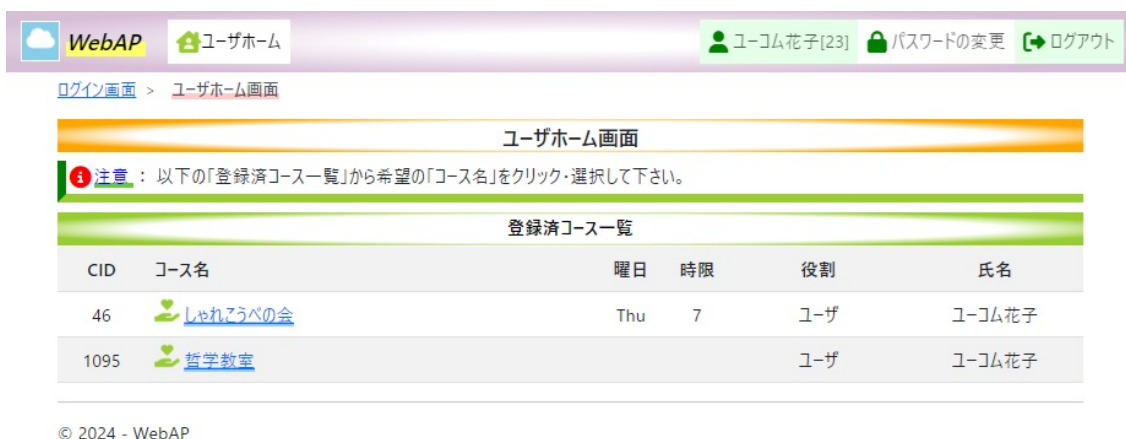 WebAP ユーザホーム ユーコム花子[23] パスワードの変更 ログアウト
ログイン画面 > ユーザホーム画面
ユーザホーム画面
注意 : 以下の「登録済コース一覧」から希望の「コース名」をクリック・選択して下さい。
登録済コース一覧
CID コース名 曜日 時限 役割 氏名
46 しゃれこうべの会 Thu 7 ユーザ ユーコム花子
1095 哲学教室 ユーザ ユーコム花子
© 2024 - WebAP